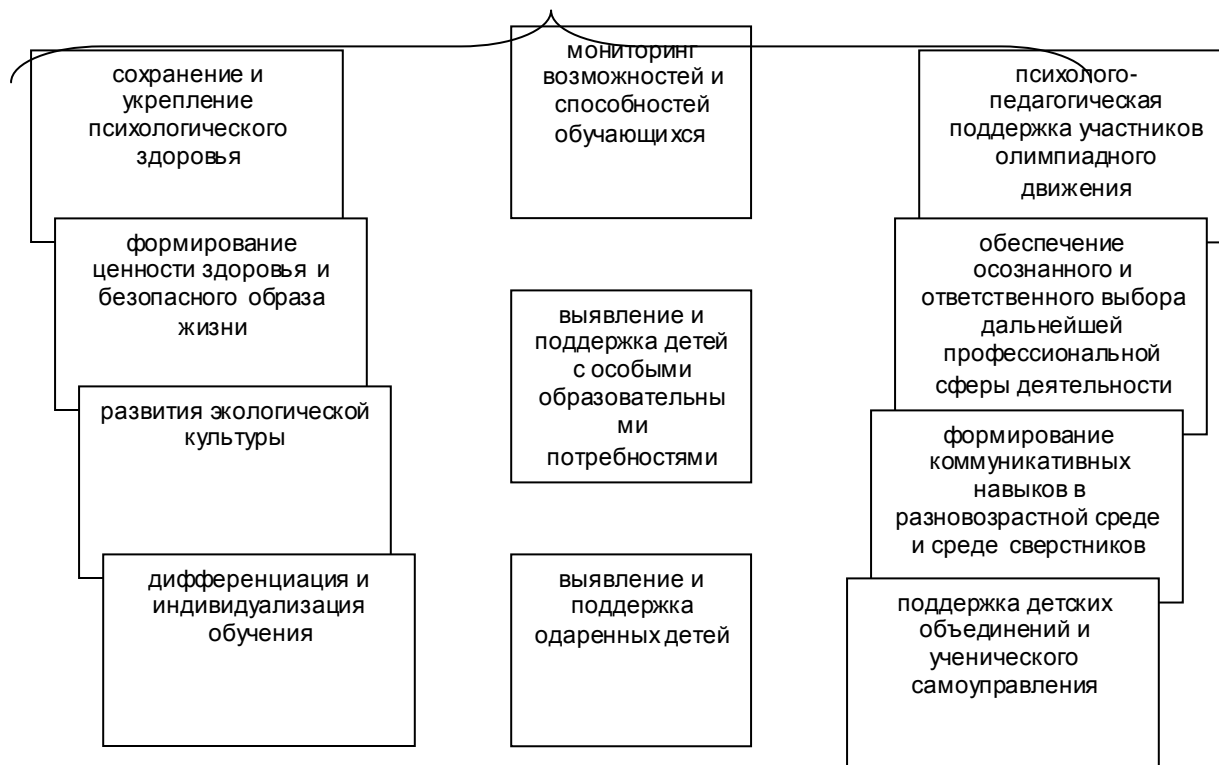 сохранение и
укрепление
психологического
здоровья
формирование
ценности здоровья и
безопасного образа
жизни
развития экологической
культуры
дифференциация и
индивидуализация
обучения
мониторинг
возможностей и
способностей
обучающихся
выявление и
поддержка детей
с особыми
образовательны
ми
потребностями
выявление и
поддержка
одаренных детей
психолого-
педагогическая
поддержка участников
олимпиадного
движения
обеспечение
осознанного и
ответственного выбора
дальнейшей
профессиональной
сферы деятельности
формирование
коммуникативных
навыков в
разновозрастной среде
и среде сверстников
поддержка детских
объединений и
ученического
самоуправления